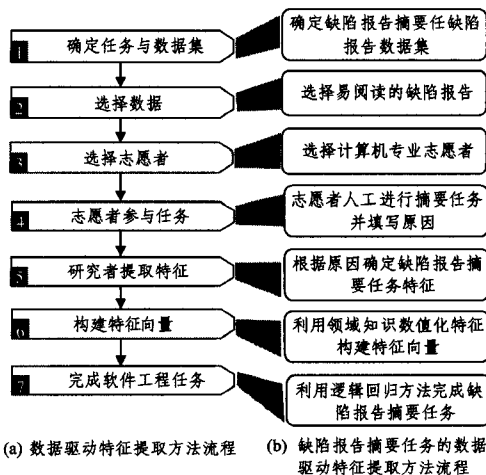 1 确定任务与数据集
确定缺陷报告摘要任缺陷
报告数据集
2 选择数据
选择易阅读的缺陷报告
3 选择志愿者
选择计算机专业志愿者
4 志愿者参与任务
志愿者人工进行摘要任务
并填写原因
5 研究者提取特征
根据原因确定缺陷报告摘
要任务特征
6 构建特征向量
利用领域知识数值化特征
构建特征向量
7 完成软件工程任务
利用逻辑回归方法完成缺
陷报告摘要任务
(a) 数据驱动特征提取方法流程
(b) 缺陷报告摘要任务的数据
驱动特征提取方法流程